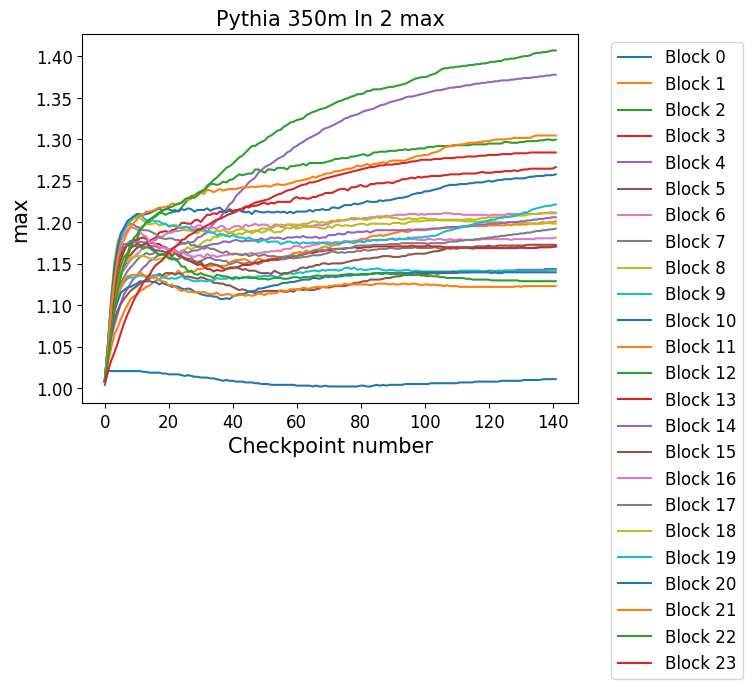 Pythia 350m ln 2 max
max
1.40
1.35
1.30
1.25
1.20
1.15
1.10
1.05
1.00
0 20 40 60 80 100 120 140
Checkpoint number
Block 0
Block 1
Block 2
Block 3
Block 4
Block 5
Block 6
Block 7
Block 8
Block 9
Block 10
Block 11
Block 12
Block 13
Block 14
Block 15
Block 16
Block 17
Block 18
Block 19
Block 20
Block 21
Block 22
Block 23